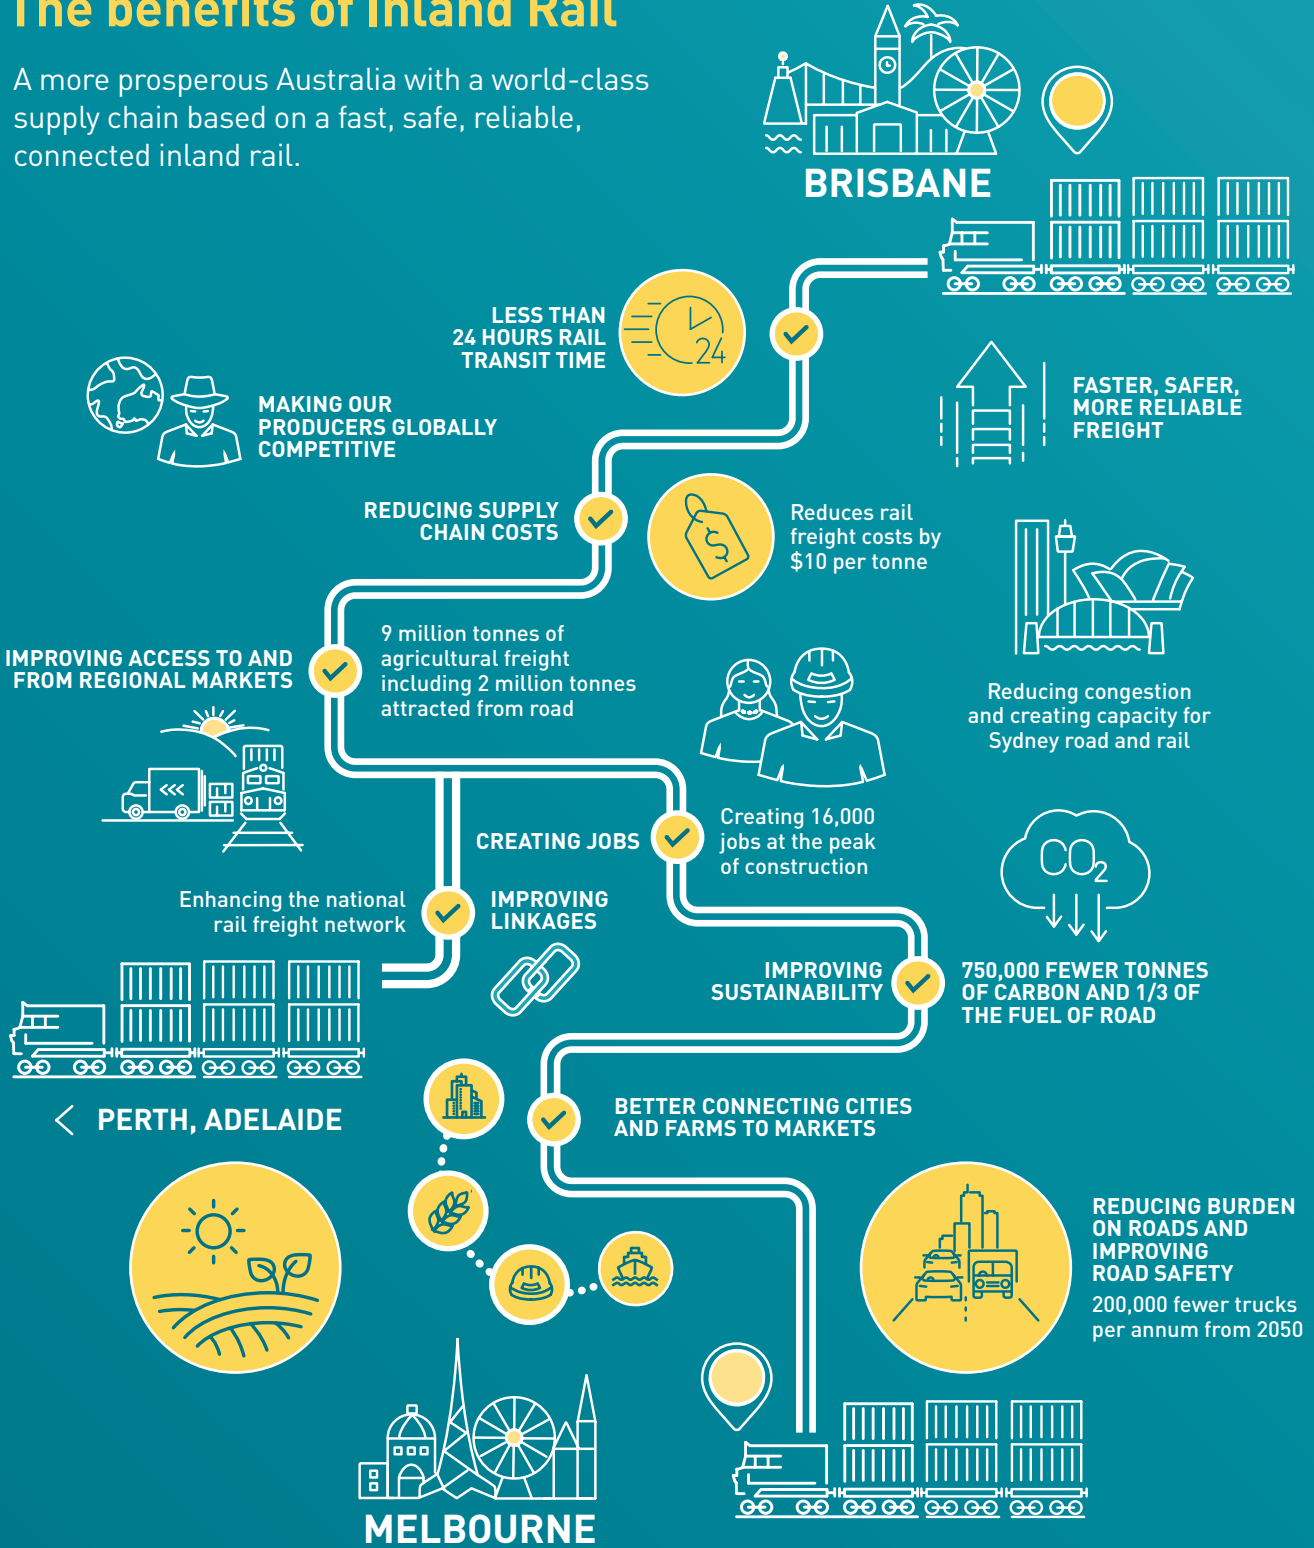 The benefits of Inland Rail
A more prosperous Australia with a world-class
supply chain based on a fast, safe, reliable,
connected inland rail.
BRISBANE
LESS THAN
24 HOURS RAIL
TRANSIT TIME
24
MAKING OUR
PRODUCERS GLOBALLY
COMPETITIVE
FASTER, SAFER,
MORE RELIABLE
FREIGHT
REDUCING SUPPLY
CHAIN COSTS
$
Reduces rail
freight costs by
$10 per tonne
IMPROVING ACCESS TO AND
FROM REGIONAL MARKETS
9 million tonnes of
agricultural freight
including 2 million tonnes
attracted from road
Reducing congestion
and creating capacity for
Sydney road and rail
CREATING JOBS
Creating 16,000
jobs at the peak
of construction
CO2
Enhancing the national
rail freight network
IMPROVING
LINKAGES
IMPROVING
SUSTAINABILITY
750,000 FEWER TONNES
OF CARBON AND 1/3 OF
THE FUEL OF ROAD
PERTH, ADELAIDE
BETTER CONNECTING CITIES
AND FARMS TO MARKETS
REDUCING BURDEN
ON ROADS AND
IMPROVING
ROAD SAFETY
200,000 fewer trucks
per annum from 2050
MELBOURNE